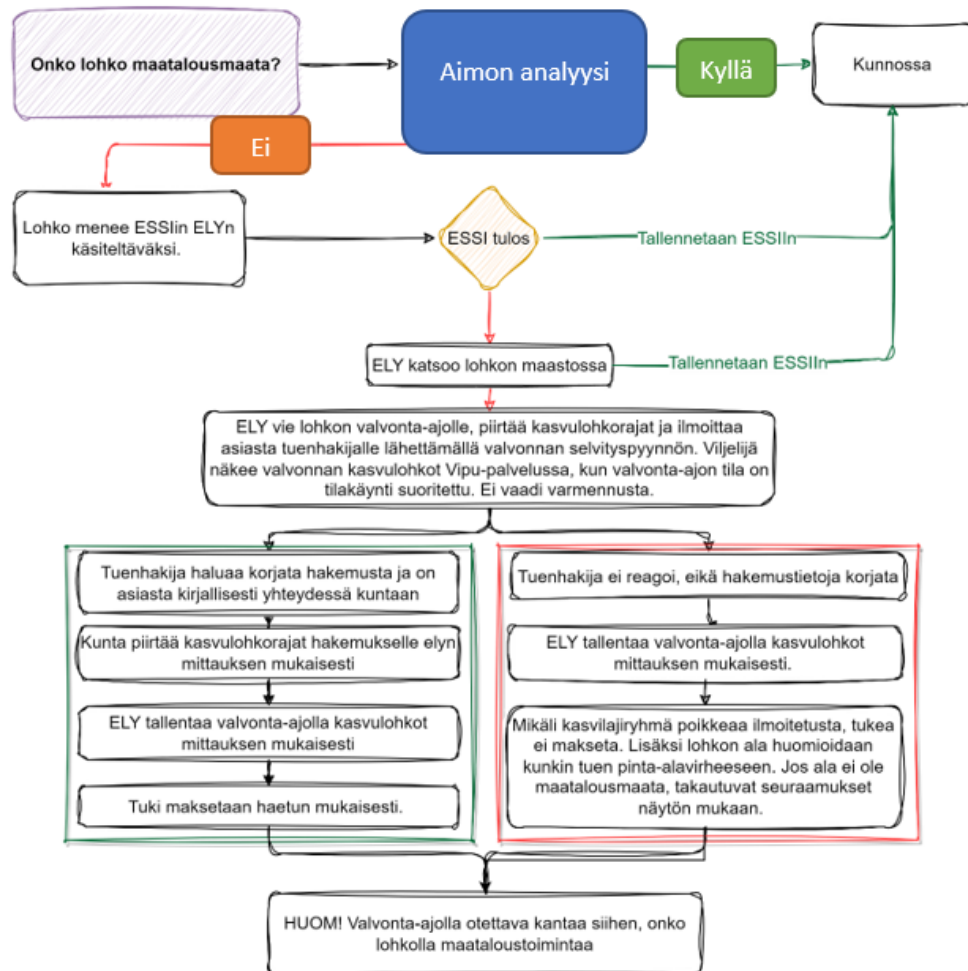 Onko lohko maatalousmaata?
Aimon analyysi
Kyllä
Kunnossa
Ei
Lohko menee ESSIin ELYn
käsiteltäväksi.
ESSI tulos
Tallennetaan ESSIIn
ELY katsoo lohkon maastossa
Tallennetaan ESSIIn
ELY vie lohkon valvonta-ajolle, piirtää kasvulohkorajat ja ilmoittaa
asiasta tuenhakijalle lähettämällä valvonnan selvityspyynnön. Viljelijä
näkee valvonnan kasvulohkot Vipu-palvelussa, kun valvonta-ajon tila on
tilakäynti suoritettu. Ei vaadi varmennusta.
Tuenhakija haluaa korjata hakemusta ja on
asiasta kirjallisesti yhteydessä kuntaan
Kunta piirtää kasvulohkorajat hakemukselle elyn
mittauksen mukaisesti
ELY tallentaa valvonta-ajolla kasvulohkot
mittauksen mukaisesti
Tuki maksetaan haetun mukaisesti.
Tuenhakija ei reagoi, eikä hakemustietoja korjata
ELY tallentaa valvonta-ajolla kasvulohkot
mittauksen mukaisesti.
Mikäli kasvilajiryhmä poikkeaa ilmoitetusta, tukea
ei makseta. Lisäksi lohkon ala huomioidaan
kunkin tuen pinta-alavirheeseen. Jos ala ei ole
maatalousmaata, takautuvat seuraamukset
näytön mukaan.
HUOM! Valvonta-ajolla otettava kantaa siihen, onko
lohkolla maataloustoimintaa